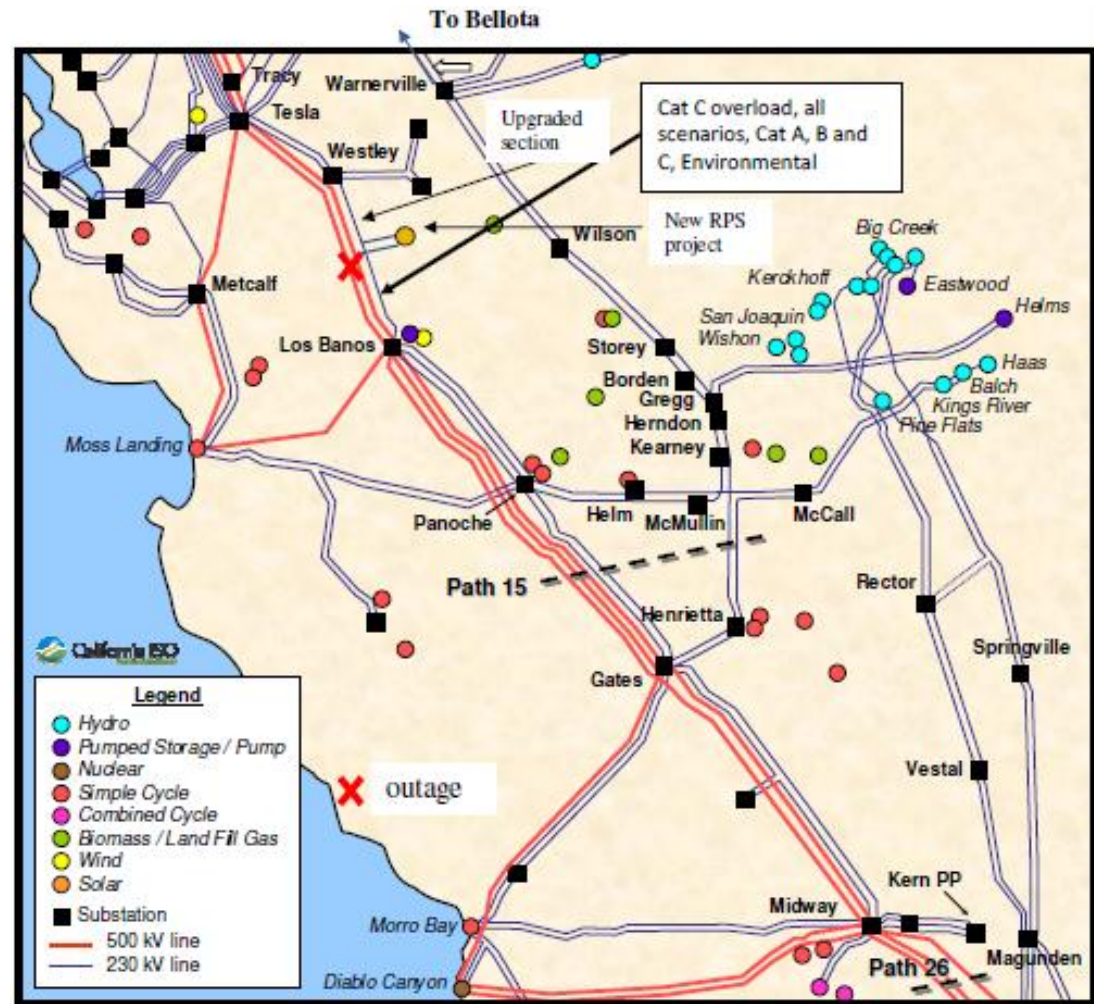 To Bellota
Tracy
Warnerville
Tesla
Upgraded
section
Cat C overload, all
scenarios, Cat A, B and
C, Environmental
Westley
New RPS
project
Wilson
Big Creek
Kerckhoff
Eastwood
Metcalf
San Joaquin
Helms
Wishon
Los Banos
Storey
Haas
Borden
Balch
Gregg
Kings River
Herndon
Pine Flats
Moss Landing
Kearney
Panoche
Helm
McMullin
McCall
Path 15
Rector
Henrietta
California ISO
Springville
Gates
Legend
Hydro
Pumped Storage / Pump
Nuclear
Simple Cycle
Combined Cycle
Biomass / Land Fill Gas
Wind
Solar
Substation
500 kV line
230 kV line
outage
Vestal
Kern PP
Midway
Morro Bay
Magunden
Path 26
Diablo Canyon